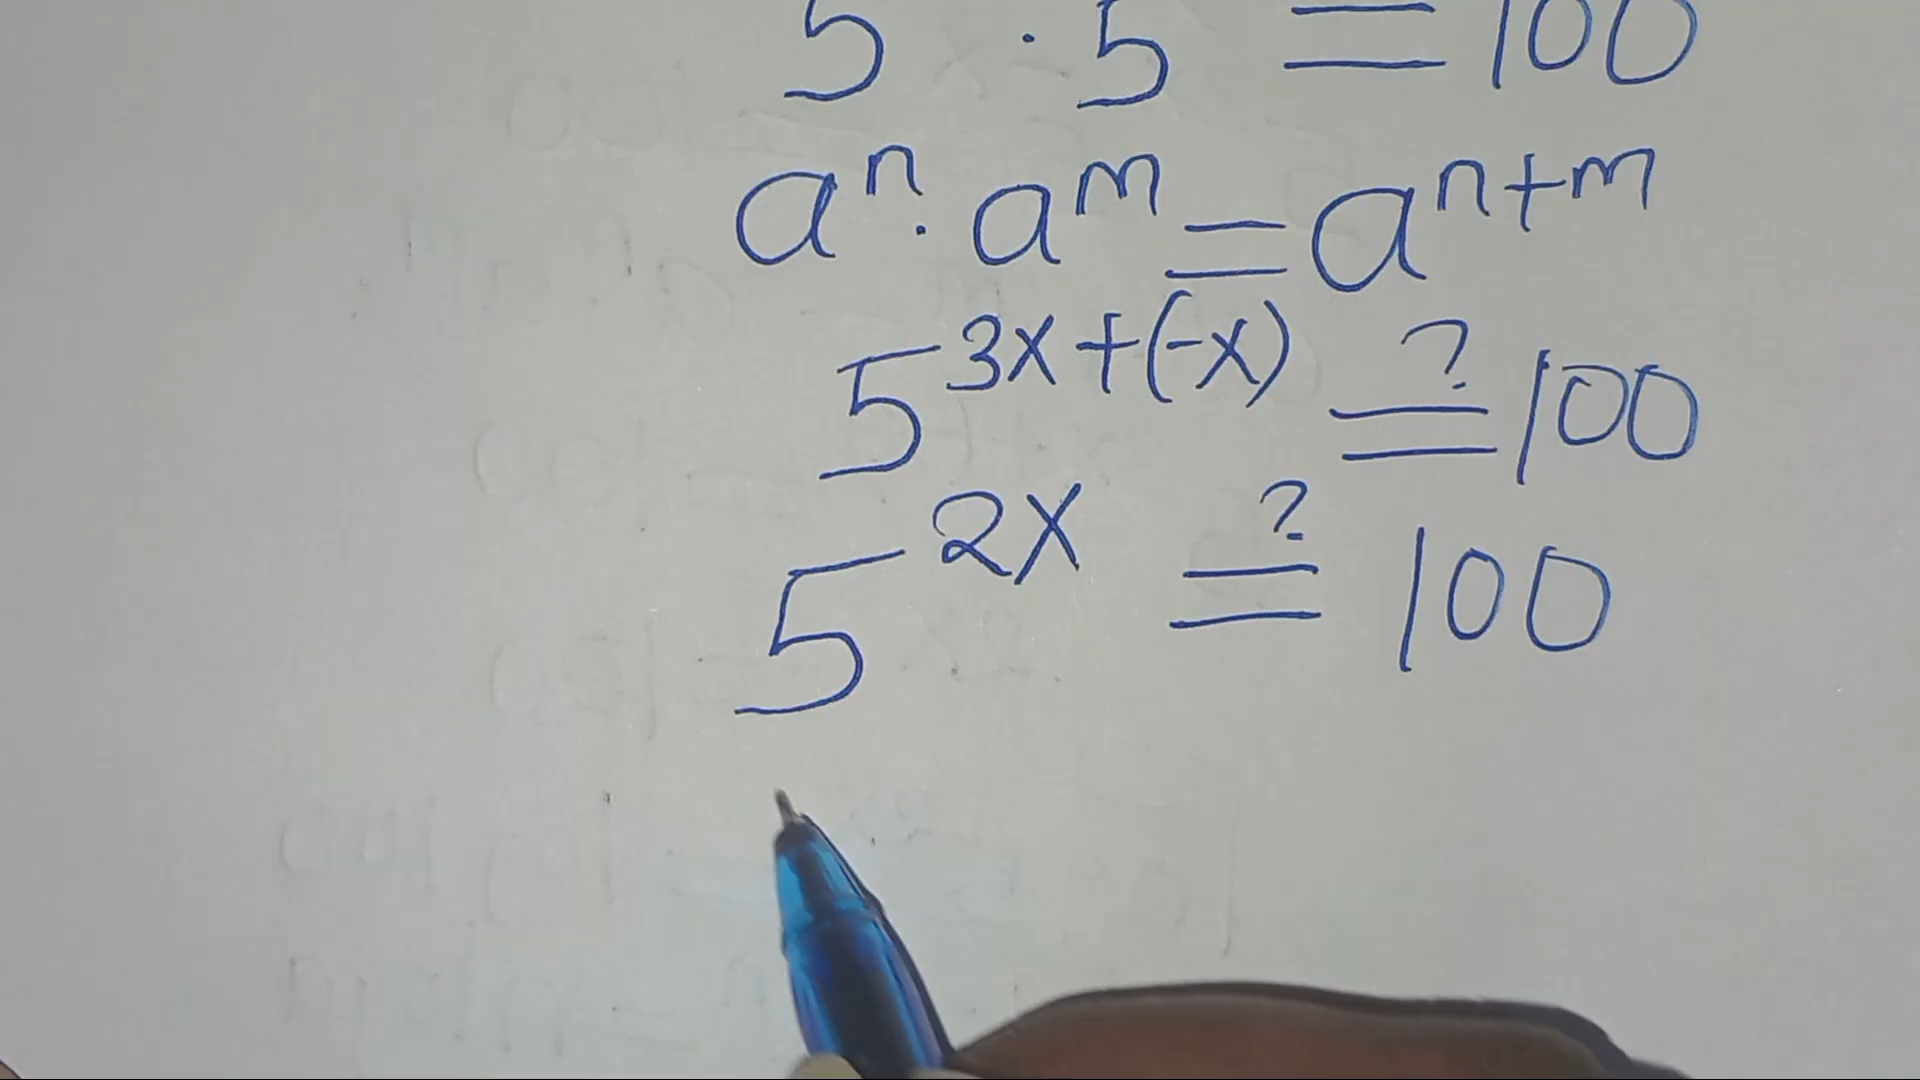 5 · 5 = 100
aⁿ · aᵐ = aⁿ⁺ᵐ
5^3x+(-x) ≟ 100
5^2x ≟ 100